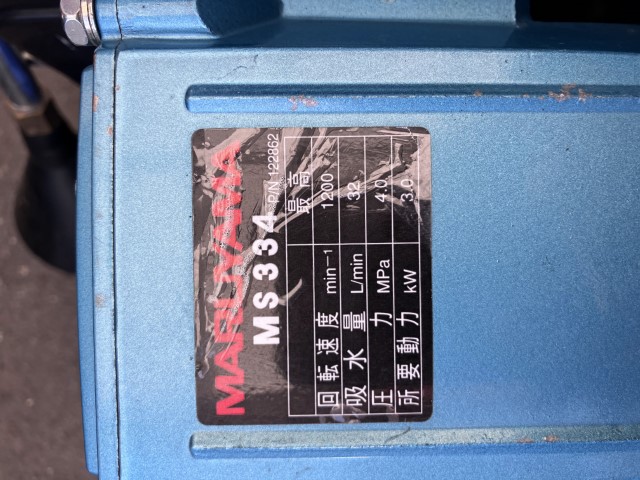 MARUYAMA
MS334 P/N 122862
最高
回転速度 min⁻¹ 1200
吸水量 L/min 32
圧力 MPa 4.0
所要動力 kW 3.0